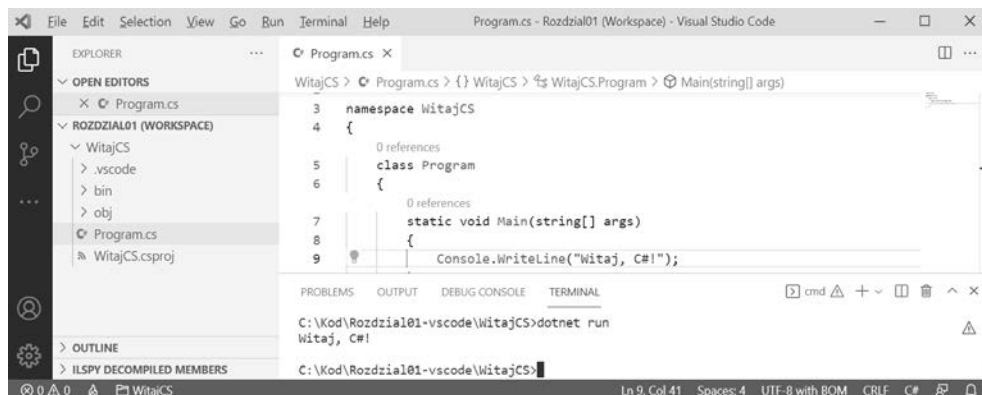 File Edit Selection View Go Run Terminal Help Program.cs - Rozdzial01 (Workspace) - Visual Studio Code
EXPLORER ...
OPEN EDITORS
Program.cs
ROZDZIAL01 (WORKSPACE)
WitajCS
.vscode
bin
obj
Program.cs
WitajCS.csproj
OUTLINE
ILSPY DECOMPILED MEMBERS
Program.cs
WitajCS > Program.cs > {} WitajCS > WitajCS.Program > Main(string[] args)
3 namespace WitajCS
4 {
0 references
5 class Program
6 {
0 references
7 static void Main(string[] args)
8 {
9 Console.WriteLine("Witaj, C#!");
PROBLEMS OUTPUT DEBUG CONSOLE TERMINAL cmd
C:\Kod\Rozdzial01-vscode\WitajCS>dotnet run
Witaj, C#!
C:\Kod\Rozdzial01-vscode\WitajCS>
0 0 WitajCS Ln 9, Col 41 Spaces: 4 UTF-8 with BOM CRLF C#